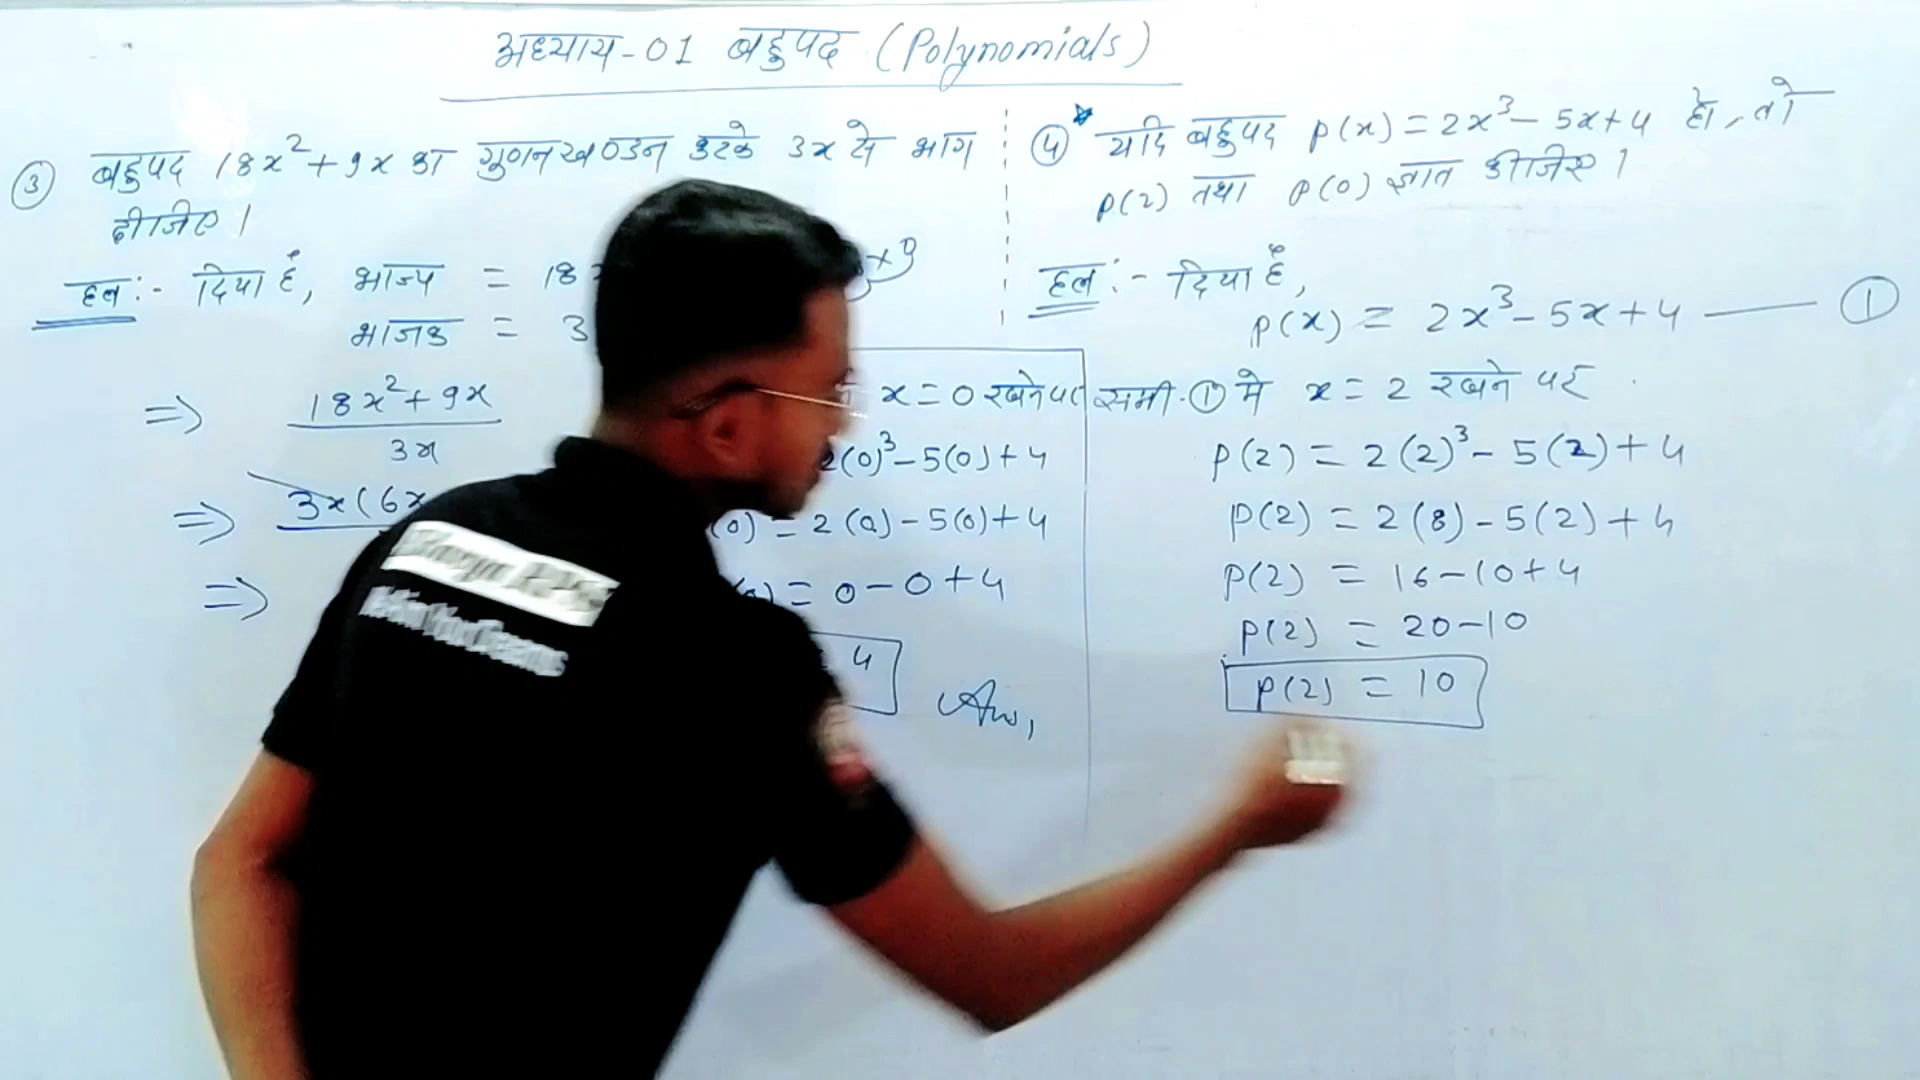 अध्याय-01 बहुपद (Polynomials)
③ बहुपद 18x²+9x का गुणनखण्डन करके 3x से भाग
दीजिए।
हल:- दिया है, भाज्य = 18
भाजक = 3
⇒ 18x²+9x
3x
⇒ 3x(6x
⇒
x=0 रखने पर
2(0)³-5(0)+4
(0) = 2(0)-5(0)+4
= 0-0+4
4
Ans,
④ यदि बहुपद p(x)=2x³-5x+4 हो, तो
p(2) तथा p(0) ज्ञात कीजिए।
हल:- दिया है,
p(x) = 2x³-5x+4 —— ①
समी.① मे x=2 रखने पर
p(2) = 2(2)³-5(2)+4
p(2) = 2(8)-5(2)+4
p(2) = 16-10+4
p(2) = 20-10
p(2) = 10